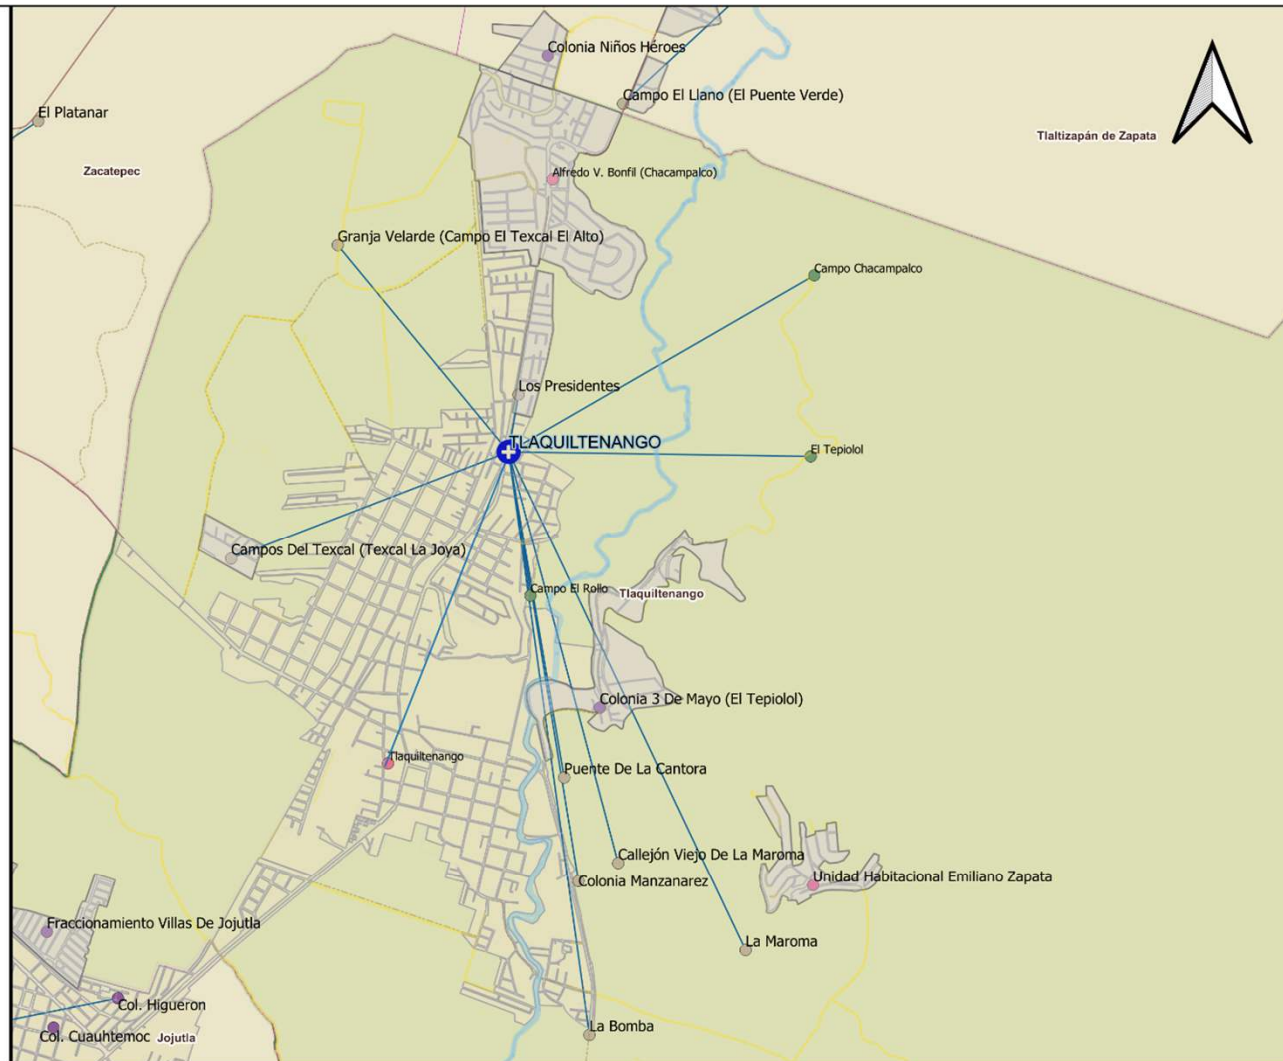 Colonia Niños Héroes
Campo El Llano (El Puente Verde)
El Platanar
Tlaltizapán de Zapata
Zacatepec
Alfredo V. Bonfil (Chacampalco)
Granja Velarde (Campo El Texcal El Alto)
Campo Chacampalco
Los Presidentes
TLAQUILTENANGO
El Tepiolol
Campos Del Texcal (Texcal La Joya)
Campo El Rollo
Tlaquiltenango
Colonia 3 De Mayo (El Tepiolol)
Tlaquiltenango
Puente De La Cantora
Callejón Viejo De La Maroma
Colonia Manzanarez
Unidad Habitacional Emiliano Zapata
Fraccionamiento Villas De Jojutla
La Maroma
Col. Higueron
La Bomba
Col. Cuauhtemoc
Jojutla